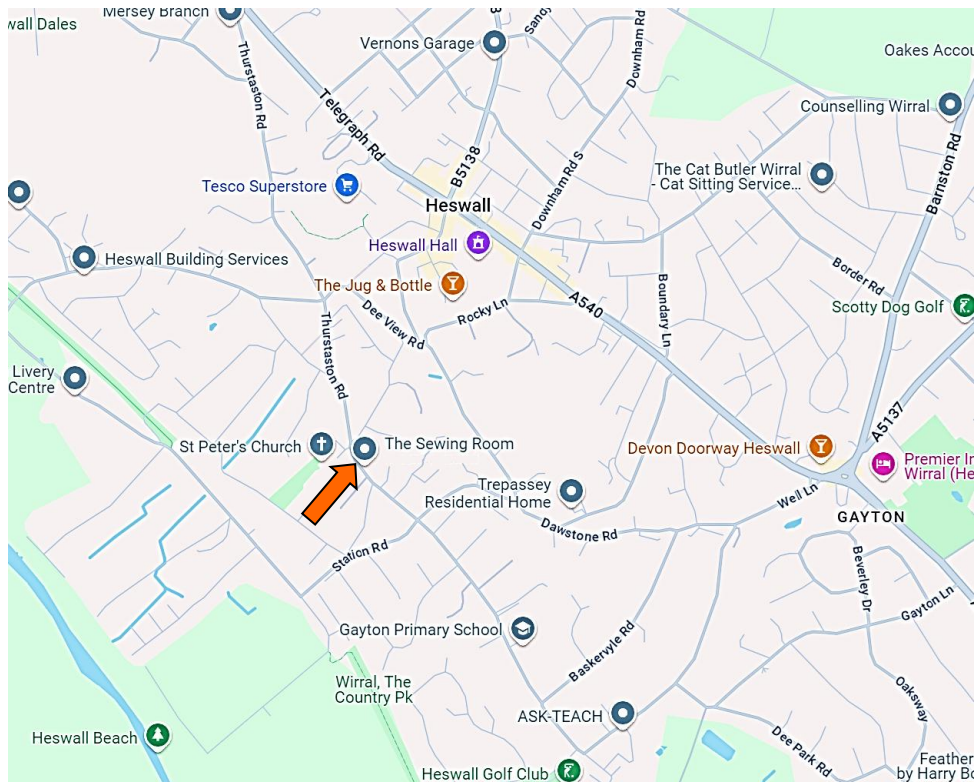 wall Dales
Mersey Branch
Vernons Garage
Sandy
Downham Rd
Oakes Accou
Thurstaston Rd
Telegraph Rd
Counselling Wirral
B5138
Tesco Superstore
The Cat Butler Wirral
- Cat Sitting Service...
Barnston Rd
Heswall
Downham Rd S
Heswall Hall
Heswall Building Services
The Jug & Bottle
Border Rd
Dee View Rd
Rocky Ln
A540
Boundary Ln
Scotty Dog Golf
Thurstaston Rd
Livery
Centre
A5137
St Peter's Church
The Sewing Room
Devon Doorway Heswall
Premier In
Wirral (He
Trepassey
Residential Home
Well Ln
GAYTON
Dawstone Rd
Station Rd
Beverley Dr
Gayton Ln
Gayton Primary School
Baskervyle Rd
Wirral, The
Country Pk
Oaksway
ASK-TEACH
Heswall Beach
Dee Park Rd
Feather
by Harry
Heswall Golf Club